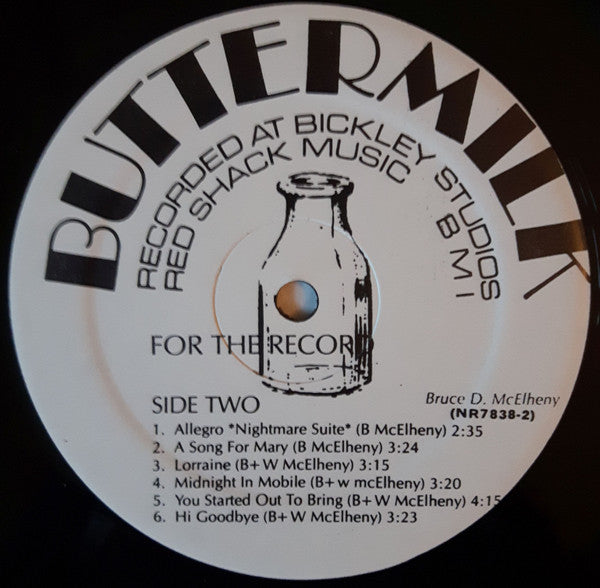 BUTTERMILK
RECORDED AT BICKLEY STUDIOS
RED SHACK MUSIC BMI
FOR THE RECORD
SIDE TWO
Bruce D. McElheny
(NR7838-2)
1. Allegro *Nightmare Suite* (B McElheny) 2:35
2. A Song For Mary (B McElheny) 3:24
3. Lorraine (B+ W McElheny) 3:15
4. Midnight In Mobile (B+ w mcElheny) 3:20
5. You Started Out To Bring (B+ W McElheny) 4:15
6. Hi Goodbye (B+ W McElheny) 3:23